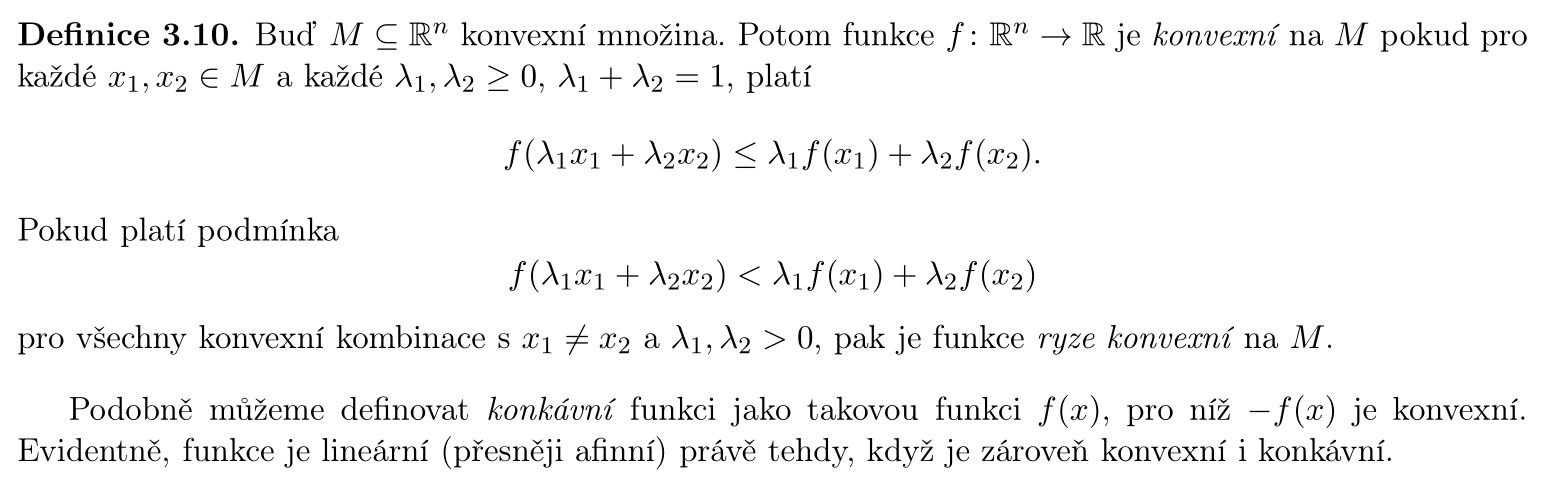 Definice 3.10. Buď M ⊆ ℝⁿ konvexní množina. Potom funkce f : ℝⁿ → ℝ je konvexní na M pokud pro
každé x₁, x₂ ∈ M a každé λ₁, λ₂ ≥ 0, λ₁ + λ₂ = 1, platí
f(λ₁x₁ + λ₂x₂) ≤ λ₁f(x₁) + λ₂f(x₂).
Pokud platí podmínka
f(λ₁x₁ + λ₂x₂) < λ₁f(x₁) + λ₂f(x₂)
pro všechny konvexní kombinace s x₁ ≠ x₂ a λ₁, λ₂ > 0, pak je funkce ryze konvexní na M.
Podobně můžeme definovat konkávní funkci jako takovou funkci f(x), pro níž −f(x) je konvexní.
Evidentně, funkce je lineární (přesněji afinní) právě tehdy, když je zároveň konvexní i konkávní.